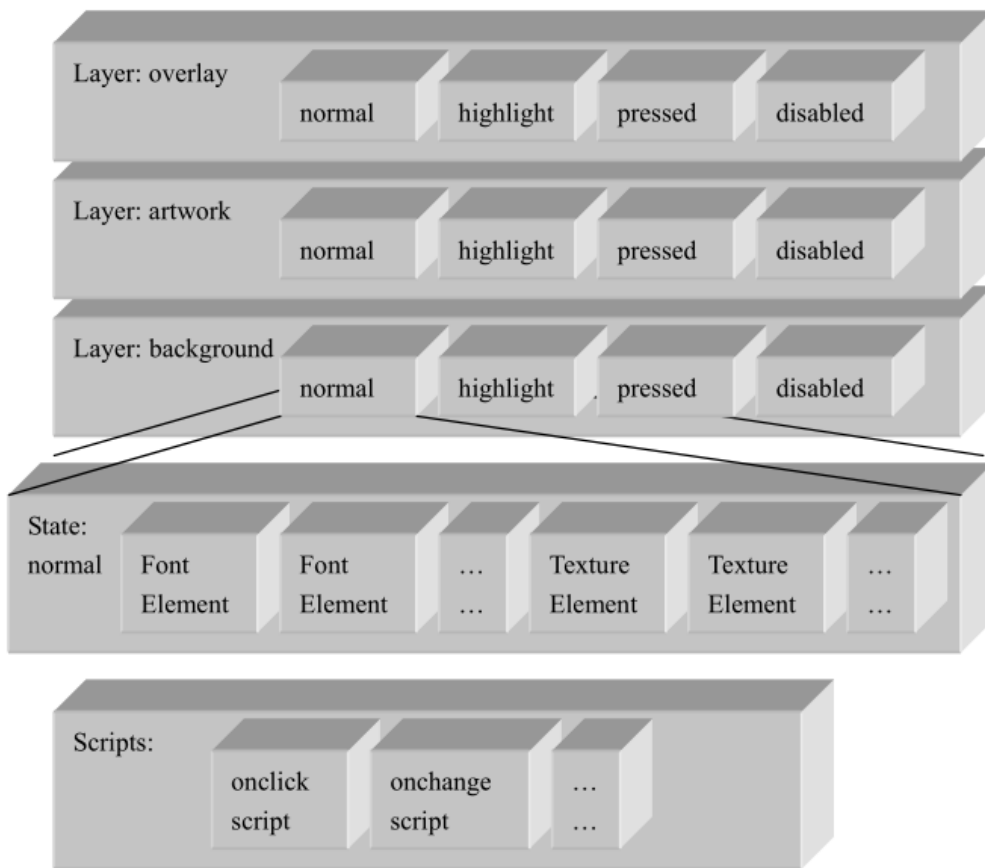 Layer: overlay
normal
highlight
pressed
disabled
Layer: artwork
normal
highlight
pressed
disabled
Layer: background
normal
highlight
pressed
disabled
State:
normal
Font
Element
Font
Element
…
…
Texture
Element
Texture
Element
…
…
Scripts:
onclick
script
onchange
script
…
…